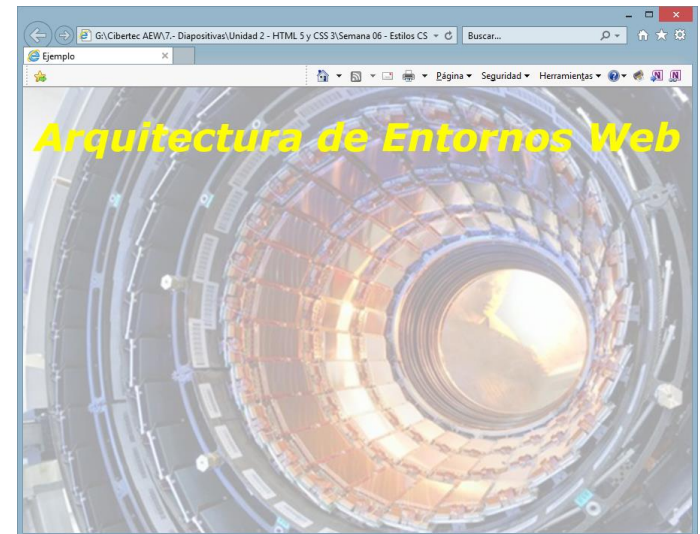 G:\Cibertec AEW\7.- Diapositivas\Unidad 2 - HTML 5 y CSS 3\Semana 06 - Estilos CS
Buscar...
Ejemplo
Página
Seguridad
Herramientas
Arquitectura de Entornos Web